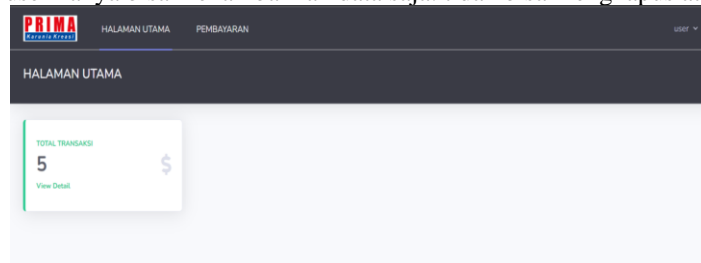 PRIMA
Karunia Kreasi
HALAMAN UTAMA
PEMBAYARAN
user
HALAMAN UTAMA
TOTAL TRANSAKSI
5
$
View Detail